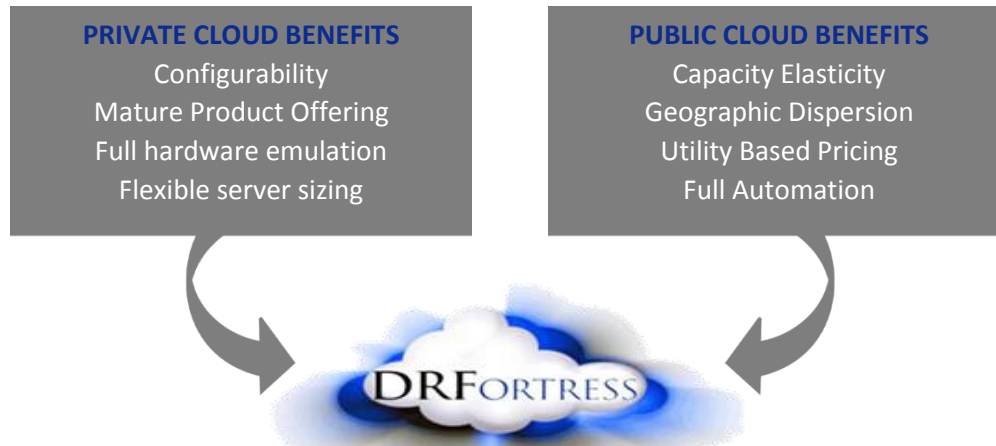 PRIVATE CLOUD BENEFITS
Configurability
Mature Product Offering
Full hardware emulation
Flexible server sizing
PUBLIC CLOUD BENEFITS
Capacity Elasticity
Geographic Dispersion
Utility Based Pricing
Full Automation
DRFORTRESS